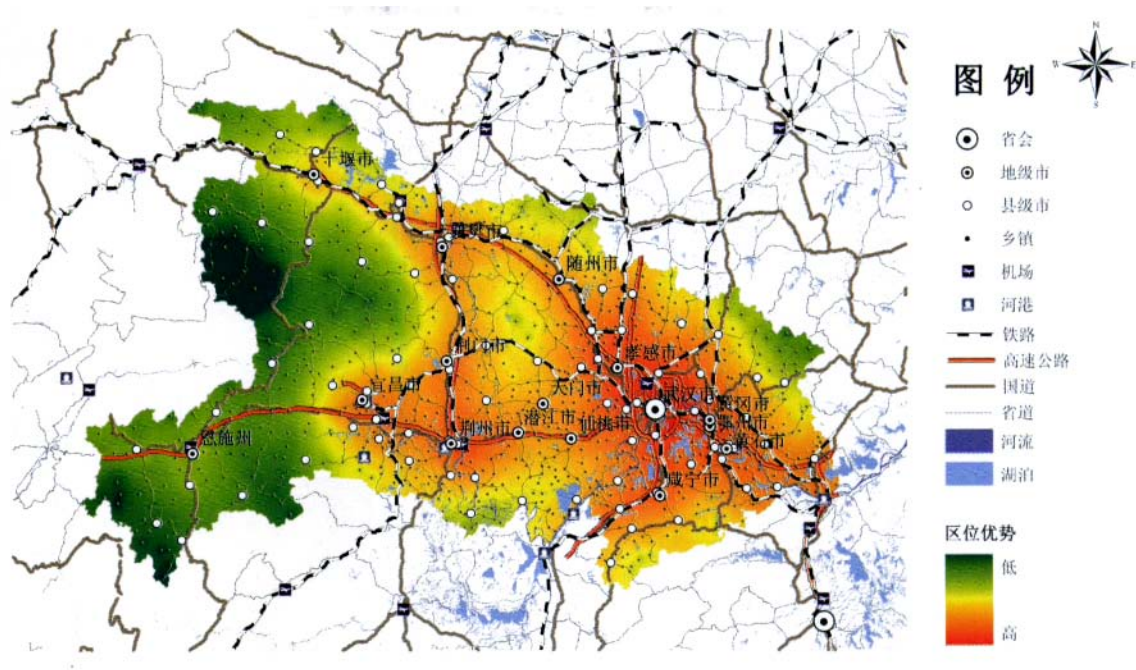 N
W
E
S
图 例
省会
地级市
县级市
乡镇
机场
河港
铁路
高速公路
国道
省道
河流
湖泊
区位优势
低
高
十堰市
随州市
荆门市
孝感市
宜昌市
天门市
武汉市
黄冈市
潜江市
仙桃市
荆州市
黄石市
恩施州
咸宁市